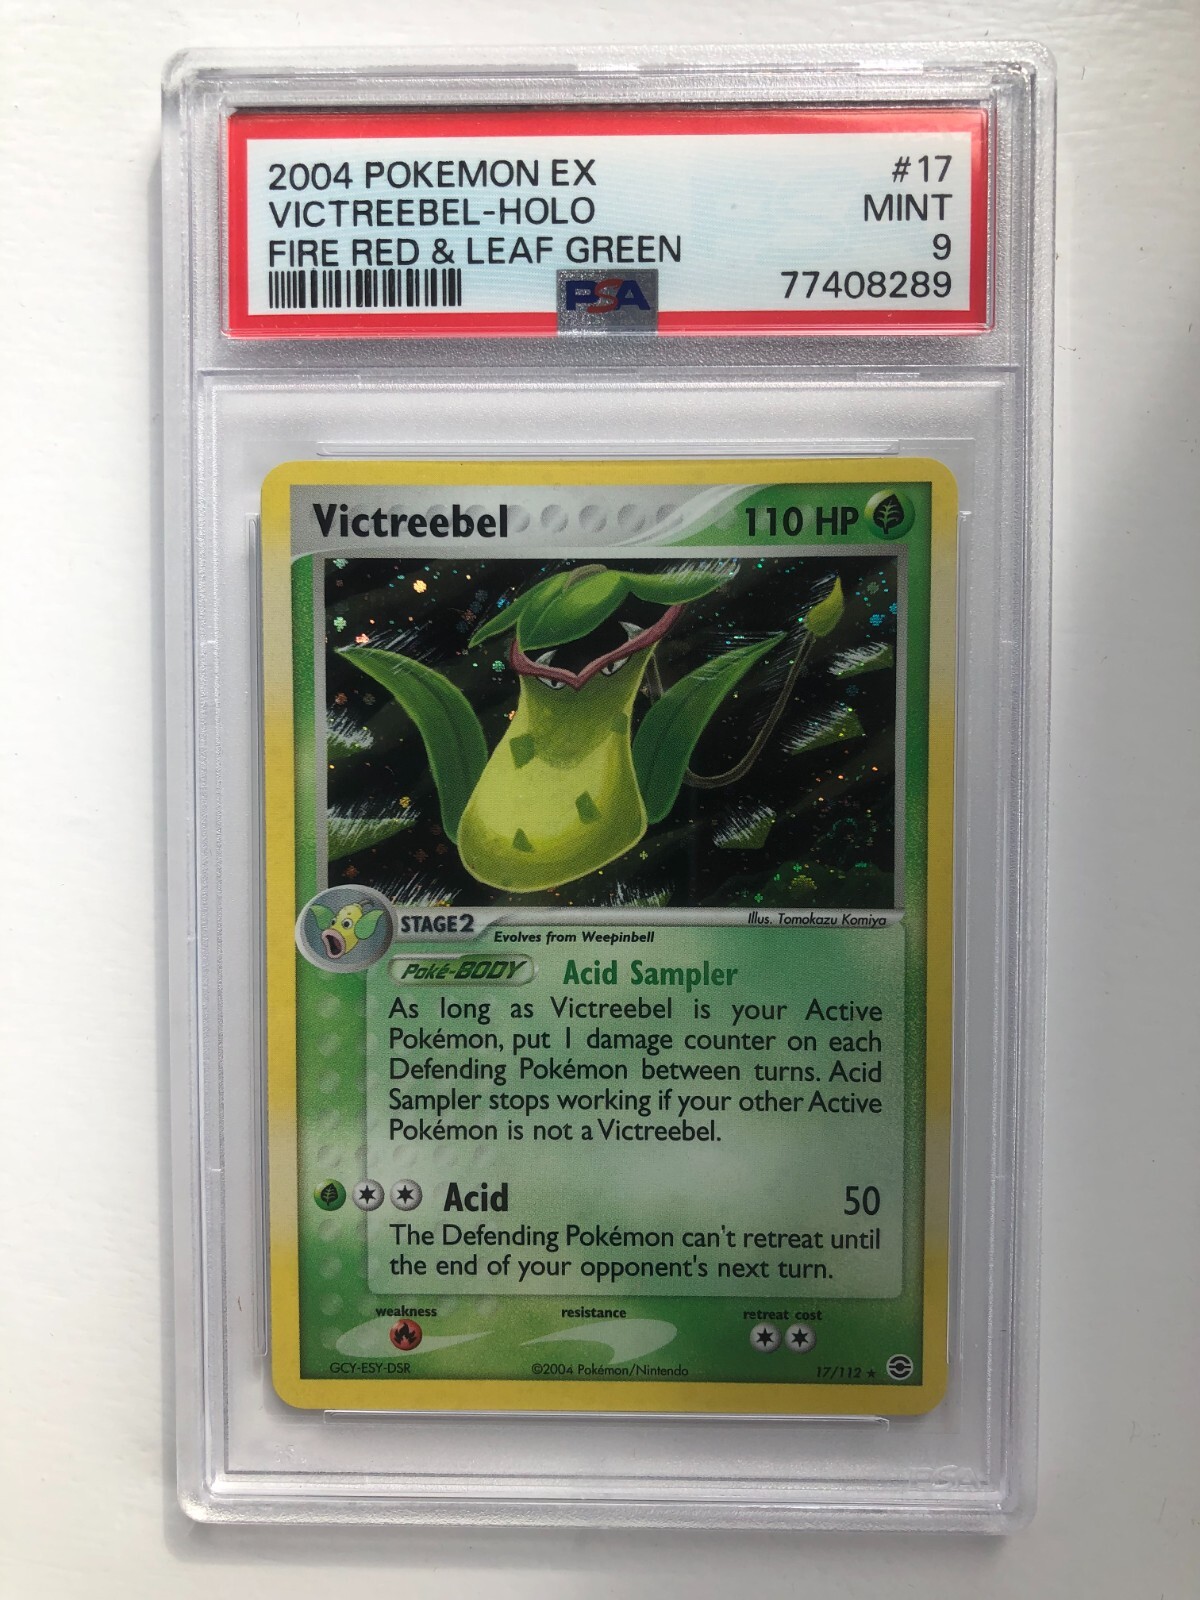 2004 POKEMON EX #17
VICTREEBEL-HOLO MINT
FIRE RED & LEAF GREEN 9
PSA 77408289
Victreebel 110 HP
STAGE2 Illus. Tomokazu Komiya
Evolves from Weepinbell
Poké-BODY Acid Sampler
As long as Victreebel is your Active
Pokémon, put 1 damage counter on each
Defending Pokémon between turns. Acid
Sampler stops working if your other Active
Pokémon is not a Victreebel.
Acid 50
The Defending Pokémon can't retreat until
the end of your opponent's next turn.
weakness resistance retreat cost
GCY-ESY-DSR ©2004 Pokémon/Nintendo 17/112 ★
PSA